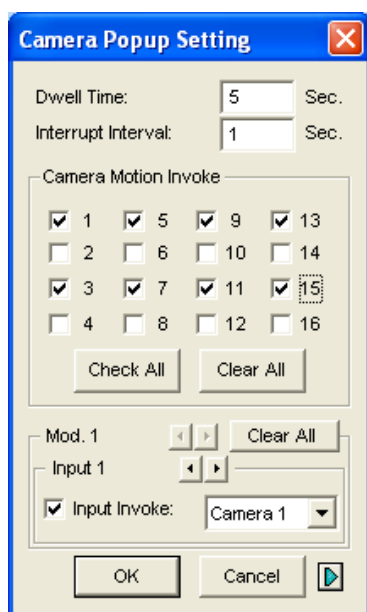 Camera Popup Setting
Dwell Time: 5 Sec.
Interrupt Interval: 1 Sec.
Camera Motion Invoke
1 5 9 13
2 6 10 14
3 7 11 15
4 8 12 16
Check All Clear All
Mod. 1 Clear All
Input 1
Input Invoke: Camera 1
OK Cancel